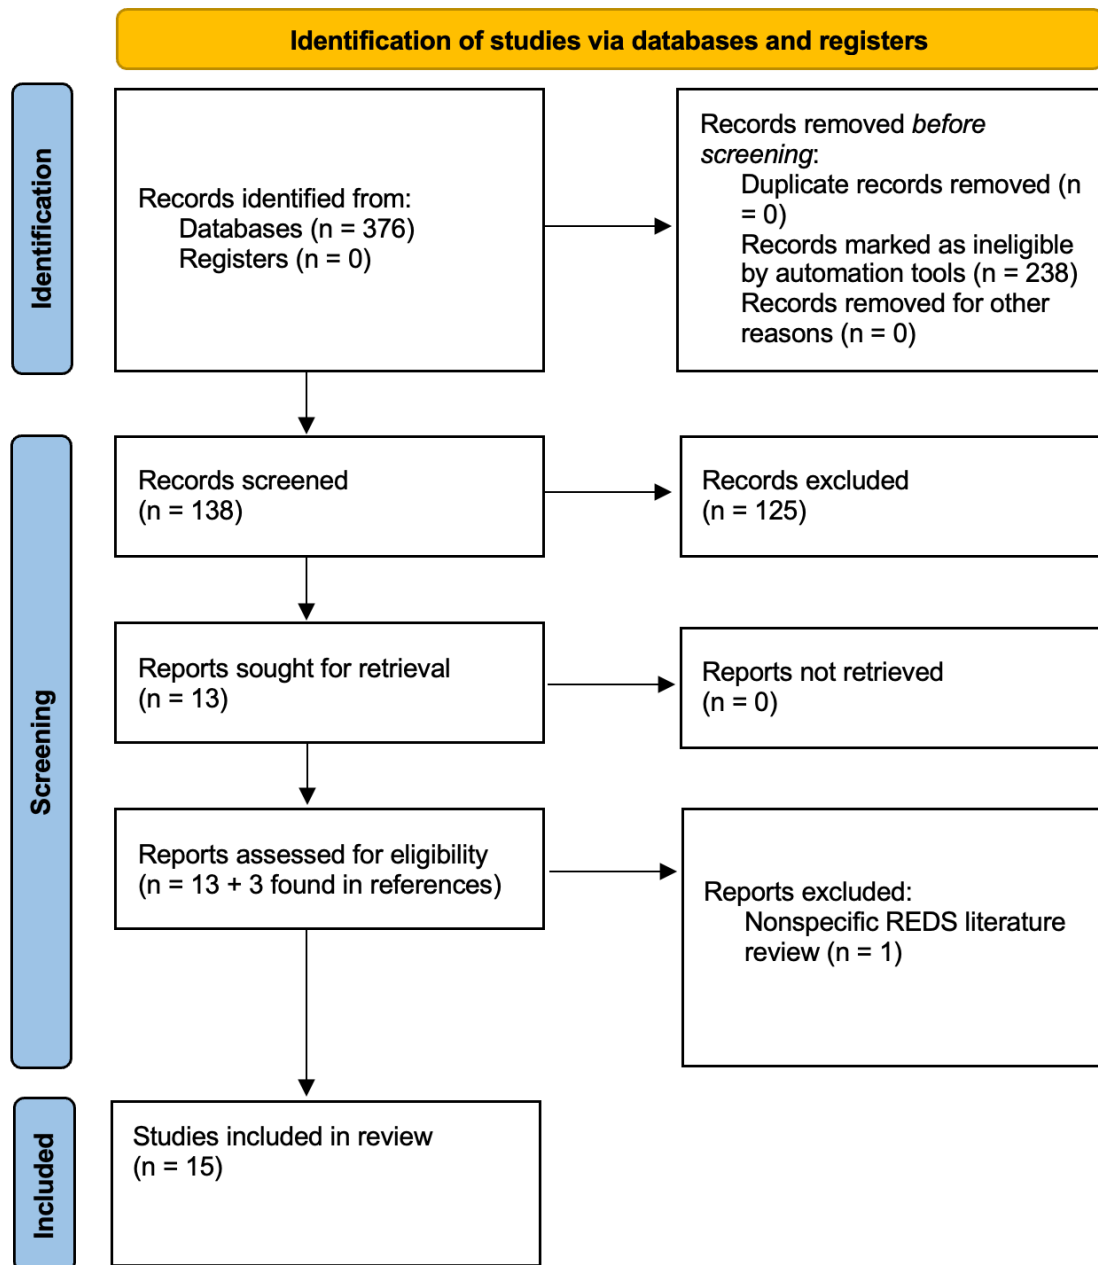 Identification of studies via databases and registers
Identification
Records identified from:
Databases (n = 376)
Registers (n = 0)
Records removed before
screening:
Duplicate records removed (n
= 0)
Records marked as ineligible
by automation tools (n = 238)
Records removed for other
reasons (n = 0)
Screening
Records screened
(n = 138)
Records excluded
(n = 125)
Reports sought for retrieval
(n = 13)
Reports not retrieved
(n = 0)
Reports assessed for eligibility
(n = 13 + 3 found in references)
Reports excluded:
Nonspecific REDS literature
review (n = 1)
Included
Studies included in review
(n = 15)